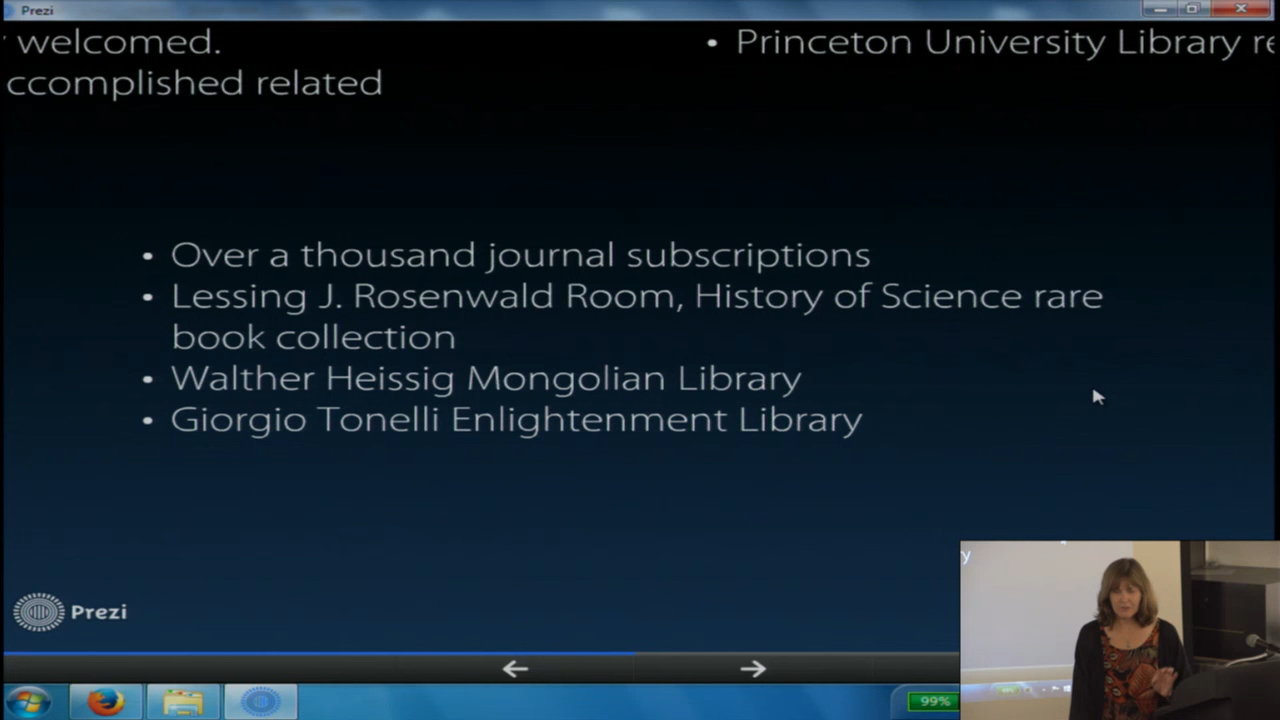 Prezi
welcomed.
• Princeton University Library re
ccomplished related
• Over a thousand journal subscriptions
• Lessing J. Rosenwald Room, History of Science rare
book collection
• Walther Heissig Mongolian Library
• Giorgio Tonelli Enlightenment Library
Prezi
99%
y